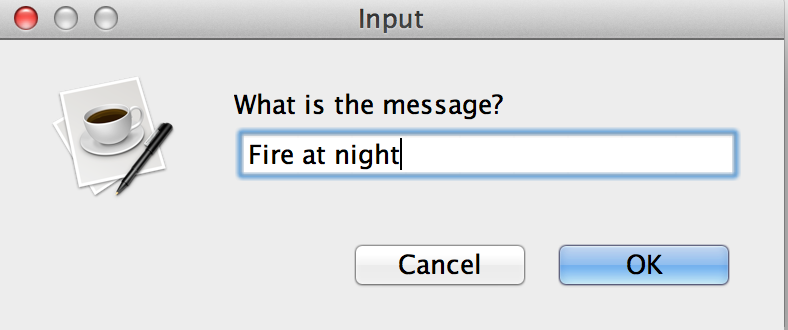 Input
What is the message?
Fire at night
Cancel
OK